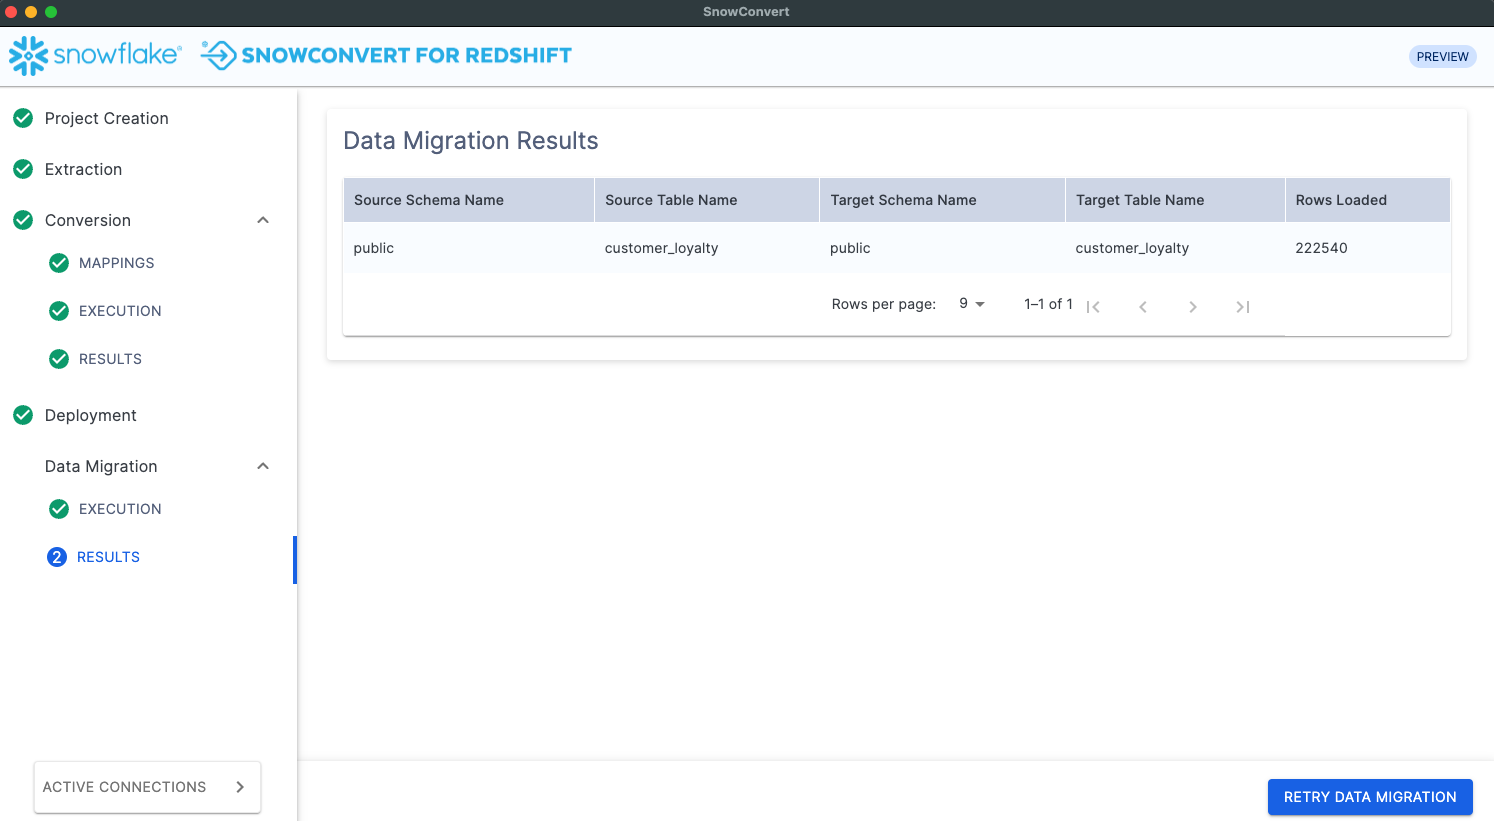 SnowConvert
snowflake® SNOWCONVERT FOR REDSHIFT
PREVIEW
Project Creation
Extraction
Conversion
MAPPINGS
EXECUTION
RESULTS
Deployment
Data Migration
EXECUTION
2 RESULTS
ACTIVE CONNECTIONS
Data Migration Results
Source Schema Name Source Table Name Target Schema Name Target Table Name Rows Loaded
public customer_loyalty public customer_loyalty 222540
Rows per page: 9 1–1 of 1
RETRY DATA MIGRATION